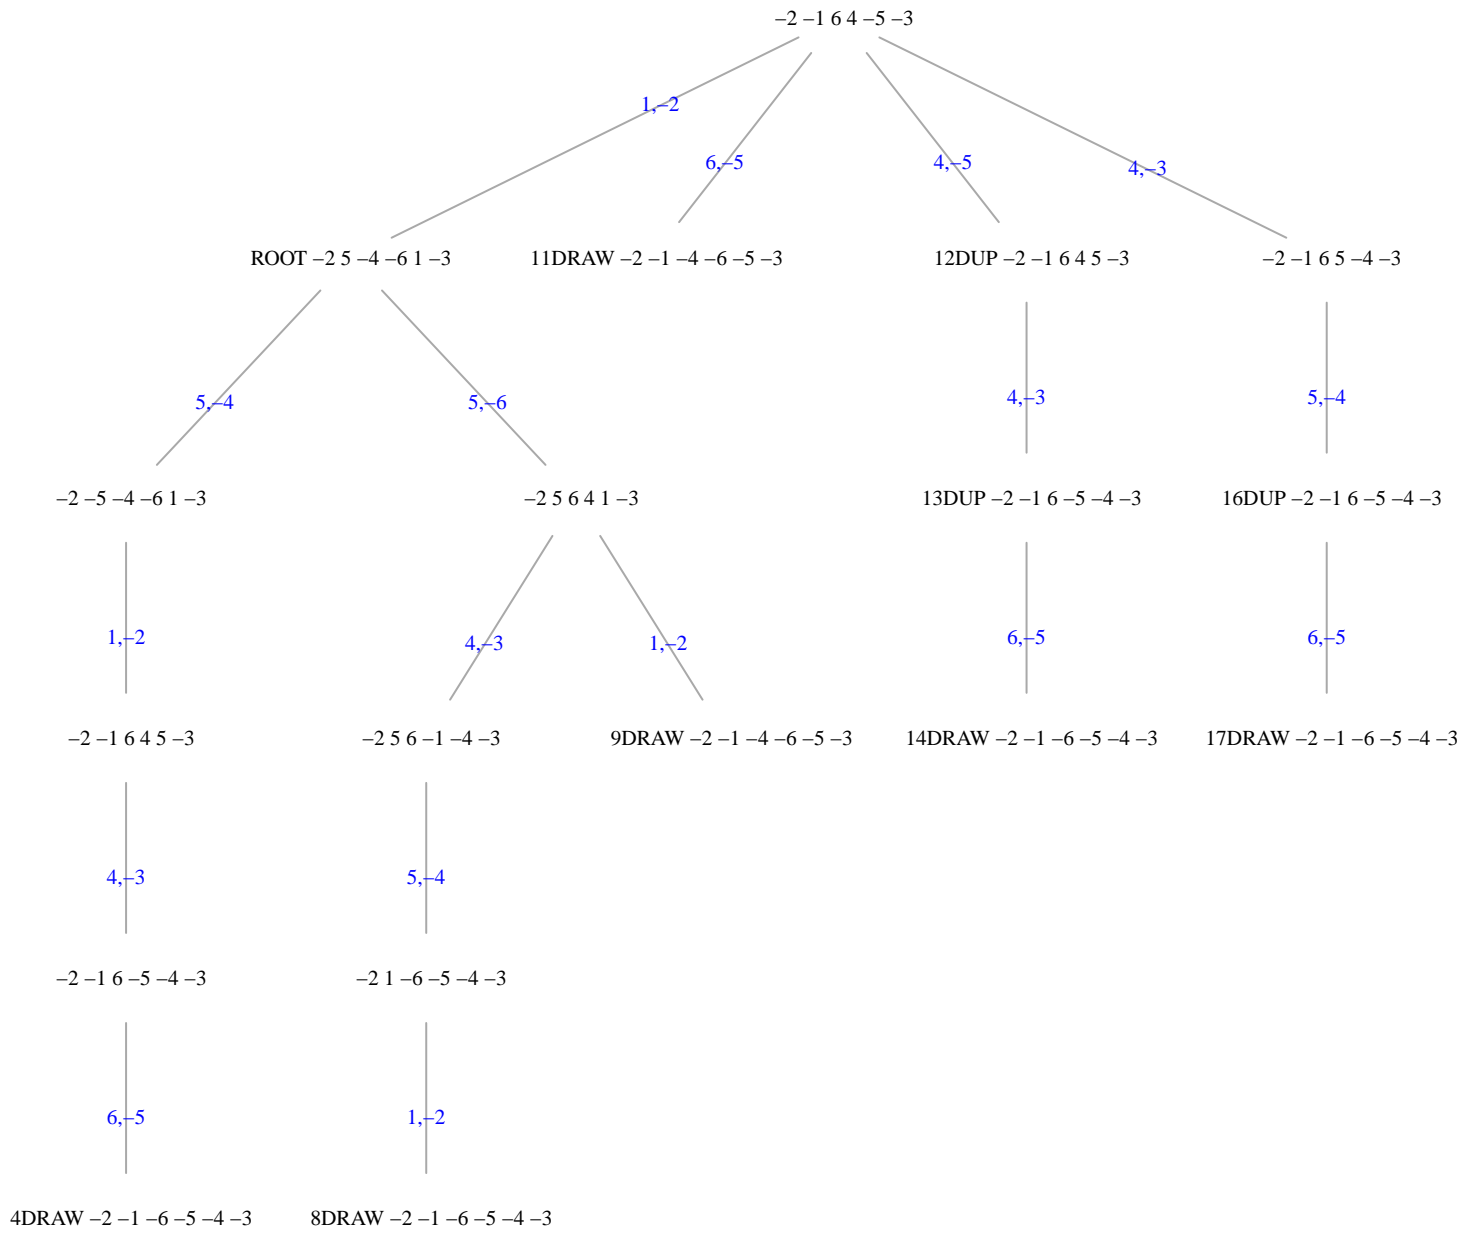 –2 –1 6 4 –5 –3
1,–2
6,–5
4,–5
4,–3
ROOT –2 5 –4 –6 1 –3
11DRAW –2 –1 –4 –6 –5 –3
12DUP –2 –1 6 4 5 –3
–2 –1 6 5 –4 –3
5,–4
5,–6
4,–3
5,–4
–2 –5 –4 –6 1 –3
–2 5 6 4 1 –3
13DUP –2 –1 6 –5 –4 –3
16DUP –2 –1 6 –5 –4 –3
1,–2
4,–3
1,–2
6,–5
6,–5
–2 –1 6 4 5 –3
–2 5 6 –1 –4 –3
9DRAW –2 –1 –4 –6 –5 –3
14DRAW –2 –1 –6 –5 –4 –3
17DRAW –2 –1 –6 –5 –4 –3
4,–3
5,–4
–2 –1 6 –5 –4 –3
–2 1 –6 –5 –4 –3
6,–5
1,–2
4DRAW –2 –1 –6 –5 –4 –3
8DRAW –2 –1 –6 –5 –4 –3